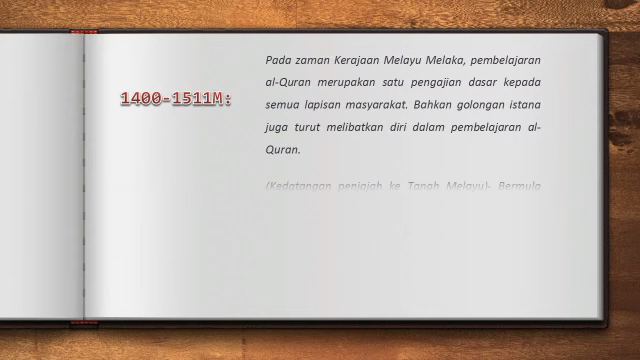 1400-1511M:
Pada zaman Kerajaan Melayu Melaka, pembelajaran
al-Quran merupakan satu pengajian dasar kepada
semua lapisan masyarakat. Bahkan golongan istana
juga turut melibatkan diri dalam pembelajaran al-
Quran.
(Kedatangan penjajah ke Tanah Melayu)- Bermula